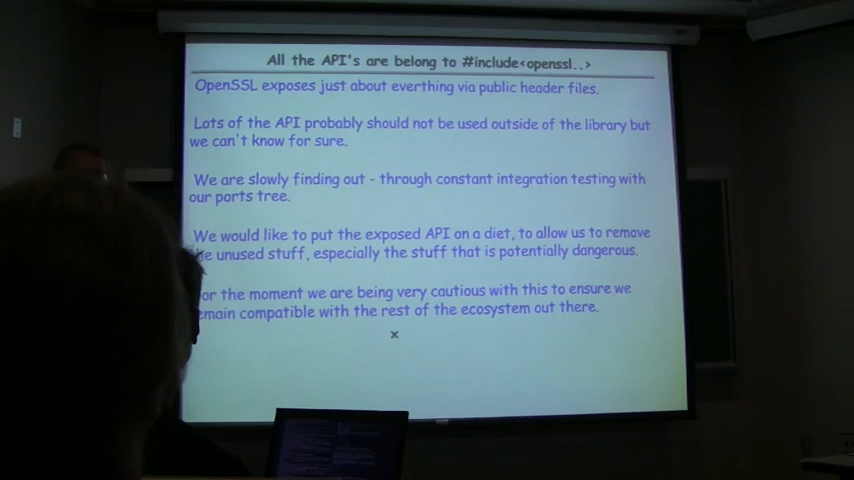 All the API's are belong to #include<openssl..>
OpenSSL exposes just about everthing via public header files.
Lots of the API probably should not be used outside of the library but
we can't know for sure.
We are slowly finding out - through constant integration testing with
our ports tree.
We would like to put the exposed API on a diet, to allow us to remove
he unused stuff, especially the stuff that is potentially dangerous.
or the moment we are being very cautious with this to ensure we
emain compatible with the rest of the ecosystem out there.
x